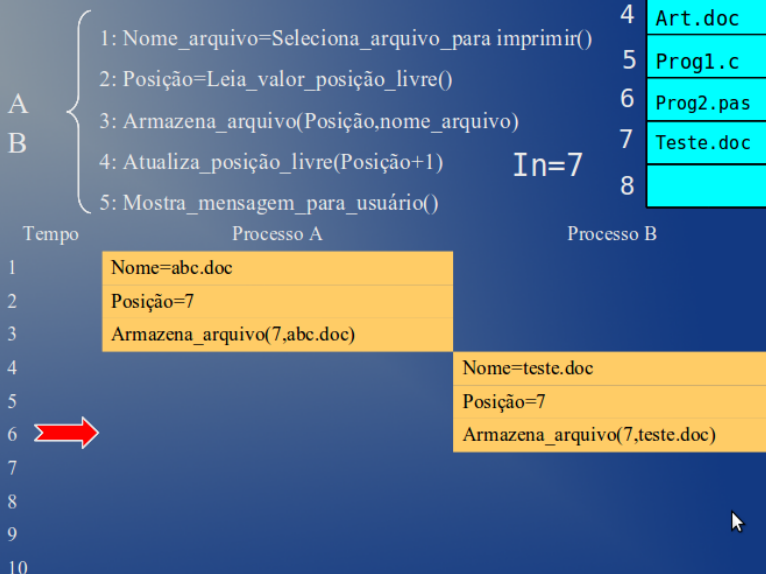 1: Nome_arquivo=Seleciona_arquivo_para imprimir()
2: Posição=Leia_valor_posição_livre()
3: Armazena_arquivo(Posição,nome_arquivo)
4: Atualiza_posição_livre(Posição+1)
5: Mostra_mensagem_para_usuário()
A
B
In=7
4 Art.doc
5 Prog1.c
6 Prog2.pas
7 Teste.doc
8
Tempo Processo A Processo B
1 Nome=abc.doc
2 Posição=7
3 Armazena_arquivo(7,abc.doc)
4 Nome=teste.doc
5 Posição=7
6 Armazena_arquivo(7,teste.doc)
7
8
9
10